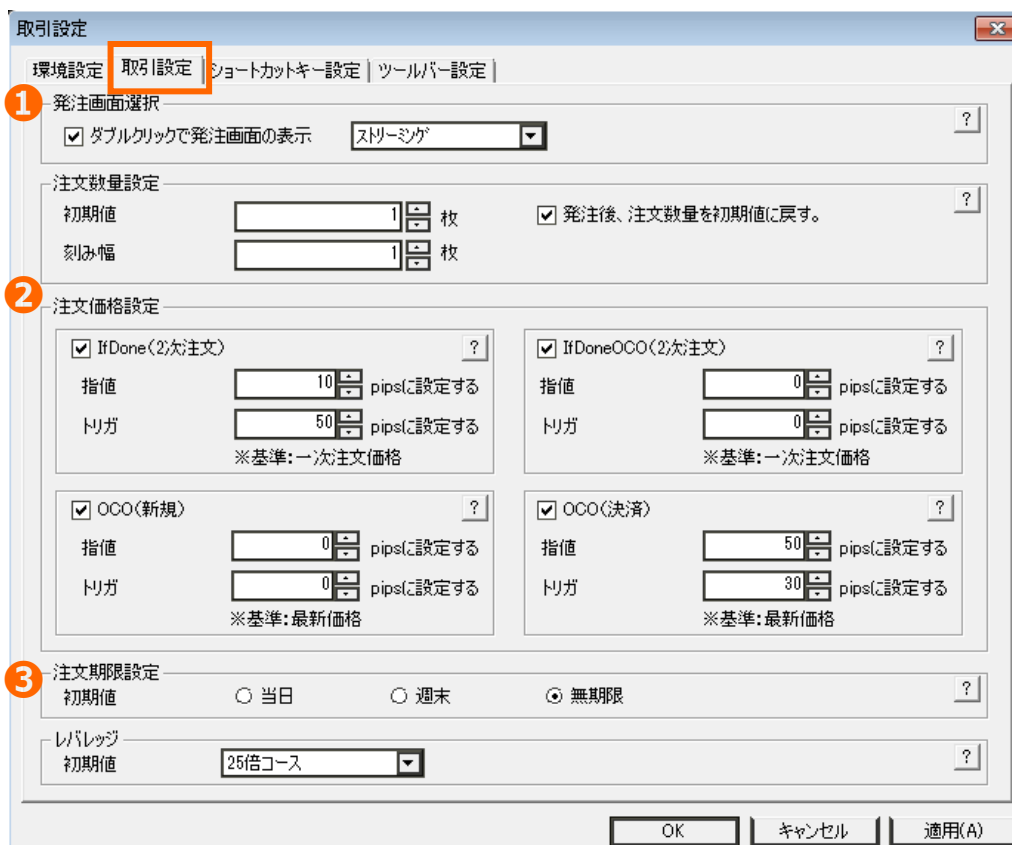 取引設定
環境設定 取引設定 ショートカットキー設定 ツールバー設定
1 発注画面選択
ダブルクリックで発注画面の表示 ストリーミング ?
注文数量設定
初期値 1 枚 発注後、注文数量を初期値に戻す。 ?
刻み幅 1 枚
2 注文価格設定
IfDone(2次注文) ?
指値 10 pipsに設定する
トリガ 50 pipsに設定する
※基準:一次注文価格
IfDoneOCO(2次注文) ?
指値 0 pipsに設定する
トリガ 0 pipsに設定する
※基準:一次注文価格
OCO(新規) ?
指値 0 pipsに設定する
トリガ 0 pipsに設定する
※基準:最新価格
OCO(決済) ?
指値 50 pipsに設定する
トリガ 30 pipsに設定する
※基準:最新価格
3 注文期限設定
初期値 当日 週末 無期限 ?
レバレッジ
初期値 25倍コース ?
OK キャンセル 適用(A)